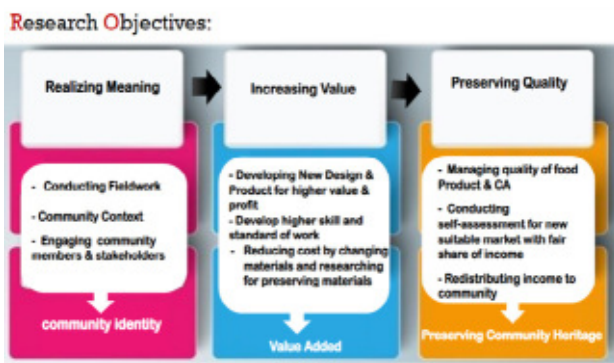 Research Objectives:
Realizing Meaning
- Conducting Fieldwork
- Community Context
- Engaging community
members & stakeholders
community identity
Increasing Value
- Developing New Design &
Product for higher value &
profit
- Develop higher skill and
standard of work
- Reducing cost by changing
materials and researching
for preserving materials
Value Added
Preserving Quality
- Managing quality of food
Product & CA
- Conducting
self-assessment for new
suitable market with fair
share of income
- Redistributing income to
community
Preserving Community Heritage